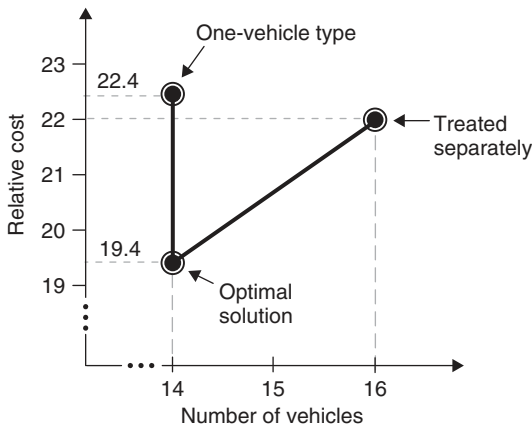 One-vehicle type
23
22.4
22
Treated
separately
21
Relative cost
20
19.4
19
Optimal
solution
14
15
16
Number of vehicles